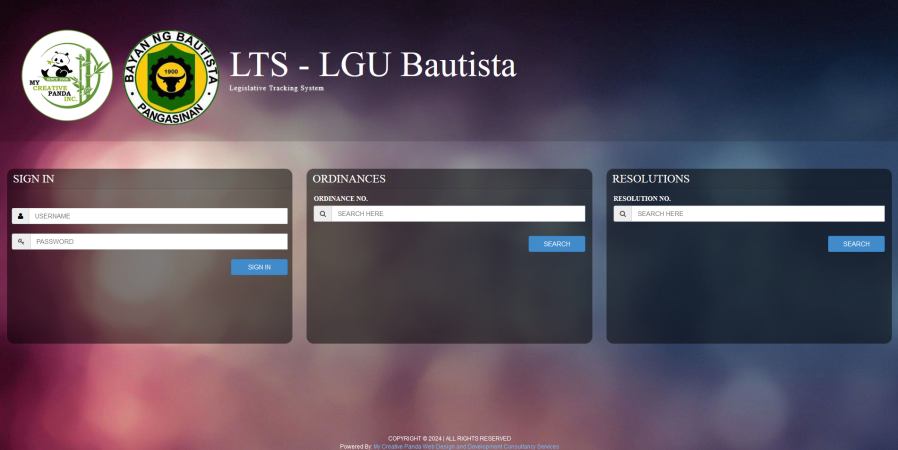 MY
CREATIVE
PANDA
INC.
BAYAN NG BAUTISTA
1900
PANGASINAN
LTS - LGU Bautista
Legislative Tracking System
SIGN IN
USERNAME
PASSWORD
SIGN IN
ORDINANCES
ORDINANCE NO.
SEARCH HERE
SEARCH
RESOLUTIONS
RESOLUTION NO.
SEARCH HERE
SEARCH
COPYRIGHT © 2024 | ALL RIGHTS RESERVED
Powered By: My Creative Panda Web Design and Development Consultancy Services